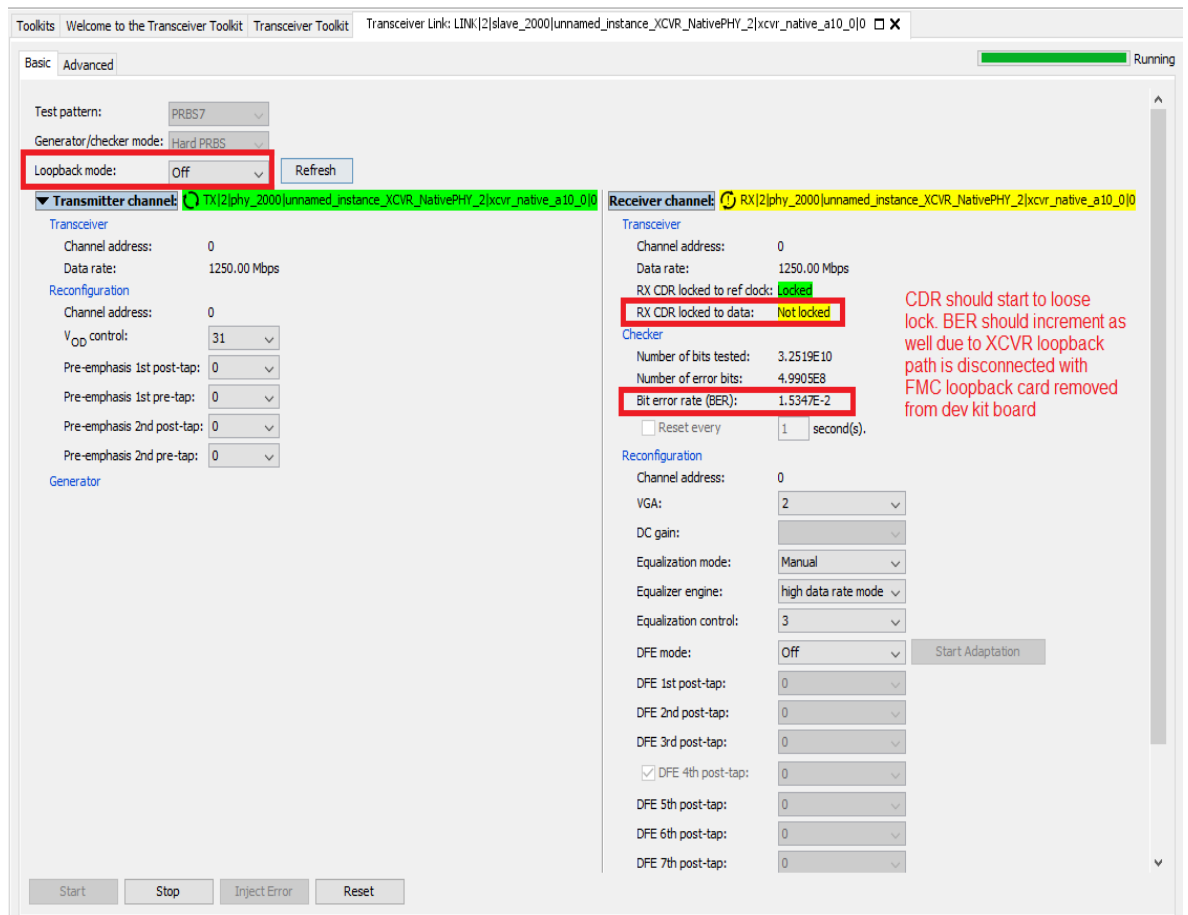 Toolkits Welcome to the Transceiver Toolkit Transceiver Toolkit Transceiver Link: LINK|2|slave_2000|unnamed_instance_XCVR_NativePHY_2|xcvr_native_a10_0|0
Basic Advanced
Running
Test pattern: PRBS7
Generator/checker mode: Hard PRBS
Loopback mode: Off Refresh
Transmitter channel: TX|2|phy_2000|unnamed_instance_XCVR_NativePHY_2|xcvr_native_a10_0|0
Transceiver
Channel address: 0
Data rate: 1250.00 Mbps
Reconfiguration
Channel address: 0
VOD control: 31
Pre-emphasis 1st post-tap: 0
Pre-emphasis 1st pre-tap: 0
Pre-emphasis 2nd post-tap: 0
Pre-emphasis 2nd pre-tap: 0
Generator
Receiver channel: RX|2|phy_2000|unnamed_instance_XCVR_NativePHY_2|xcvr_native_a10_0|0
Transceiver
Channel address: 0
Data rate: 1250.00 Mbps
RX CDR locked to ref clock: Locked
RX CDR locked to data: Not locked
Checker
Number of bits tested: 3.2519E10
Number of error bits: 4.9905E8
Bit error rate (BER): 1.5347E-2
Reset every 1 second(s).
Reconfiguration
Channel address: 0
VGA: 2
DC gain:
Equalization mode: Manual
Equalizer engine: high data rate mode
Equalization control: 3
DFE mode: Off Start Adaptation
DFE 1st post-tap: 0
DFE 2nd post-tap: 0
DFE 3rd post-tap: 0
DFE 4th post-tap: 0
DFE 5th post-tap: 0
DFE 6th post-tap: 0
DFE 7th post-tap: 0
CDR should start to loose
lock. BER should increment as
well due to XCVR loopback
path is disconnected with
FMC loopback card removed
from dev kit board
Start Stop Inject Error Reset